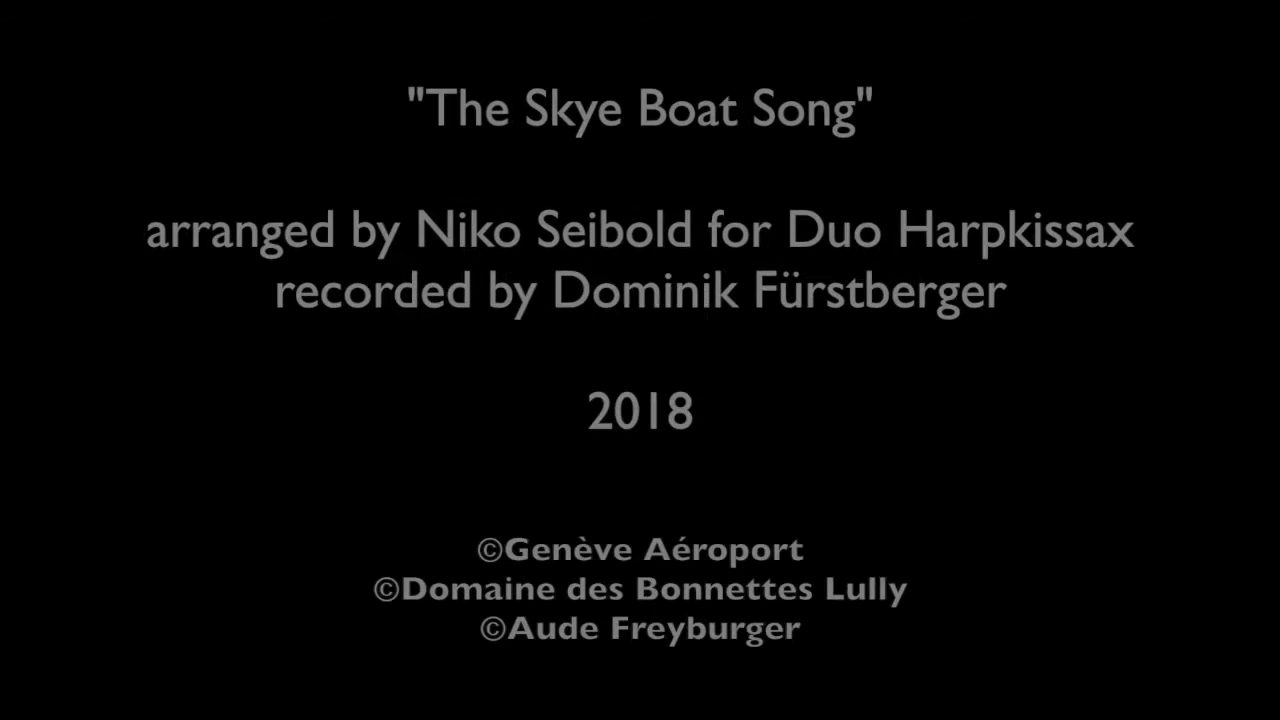 "The Skye Boat Song"
arranged by Niko Seibold for Duo Harpkissax
recorded by Dominik Fürstberger
2018
©Genève Aéroport
©Domaine des Bonnettes Lully
©Aude Freyburger